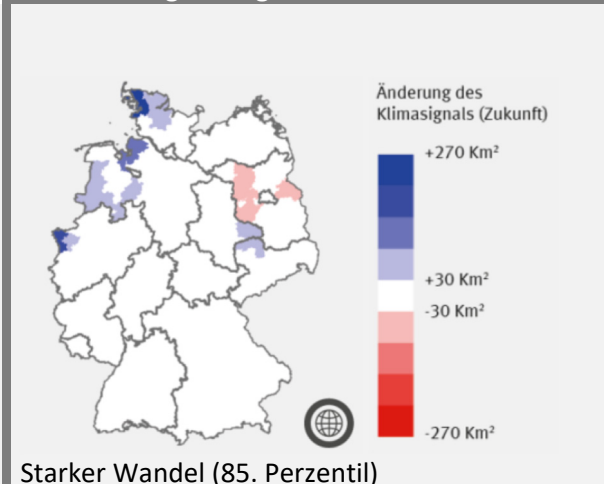 Änderung des
Klimasignals (Zukunft)
+270 Km²
+30 Km²
-30 Km²
-270 Km²
Starker Wandel (85. Perzentil)